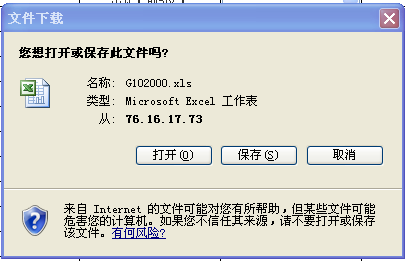 文件下载
您想打开或保存此文件吗?
名称: G102000.xls
类型: Microsoft Excel 工作表
从: 76.16.17.73
打开(O) 保存(S) 取消
来自 Internet 的文件可能对您有所帮助，但某些文件可能
危害您的计算机。如果您不信任其来源，请不要打开或保存
该文件。有何风险?